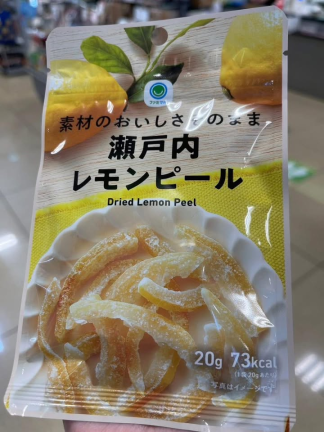 素材のおいしさそのまま
瀬戸内
レモンピール
Dried Lemon Peel
20g 73kcal
写真はイメージです。